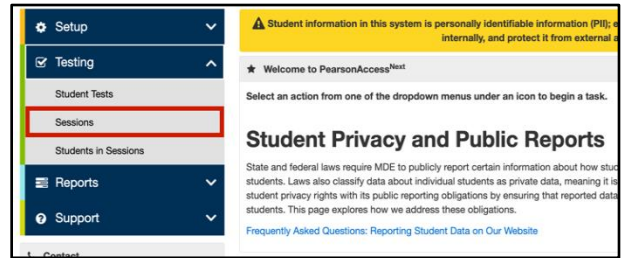 Setup
Testing
Student Tests
Sessions
Students in Sessions
Reports
Support
Contact
Student information in this system is personally identifiable information (PII); e
internally, and protect it from external a
Welcome to PearsonAccessNext
Select an action from one of the dropdown menus under an icon to begin a task.
Student Privacy and Public Reports
State and federal laws require MDE to publicly report certain information about how stud
students. Laws also classify data about individual students as private data, meaning it is
student privacy rights with its public reporting obligations by ensuring that reported data
students. This page explores how we address these obligations.
Frequently Asked Questions: Reporting Student Data on Our Website